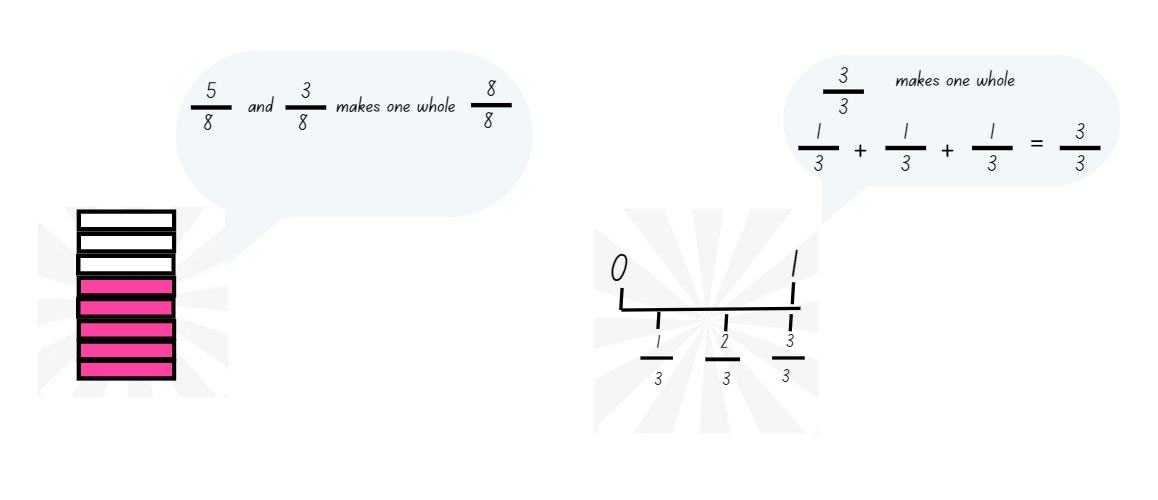 5/8 and 3/8 makes one whole 8/8
3/3 makes one whole
1/3 + 1/3 + 1/3 = 3/3
0 1
1/3 2/3 3/3